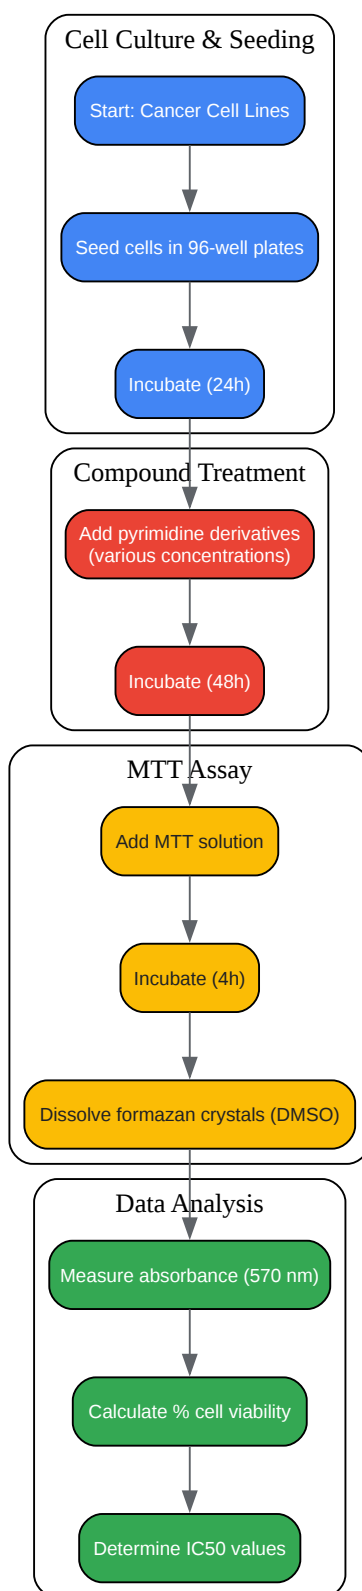 Cell Culture & Seeding
Start: Cancer Cell Lines
Seed cells in 96-well plates
Incubate (24h)
Compound Treatment
Add pyrimidine derivatives
(various concentrations)
Incubate (48h)
MTT Assay
Add MTT solution
Incubate (4h)
Dissolve formazan crystals (DMSO)
Data Analysis
Measure absorbance (570 nm)
Calculate % cell viability
Determine IC50 values